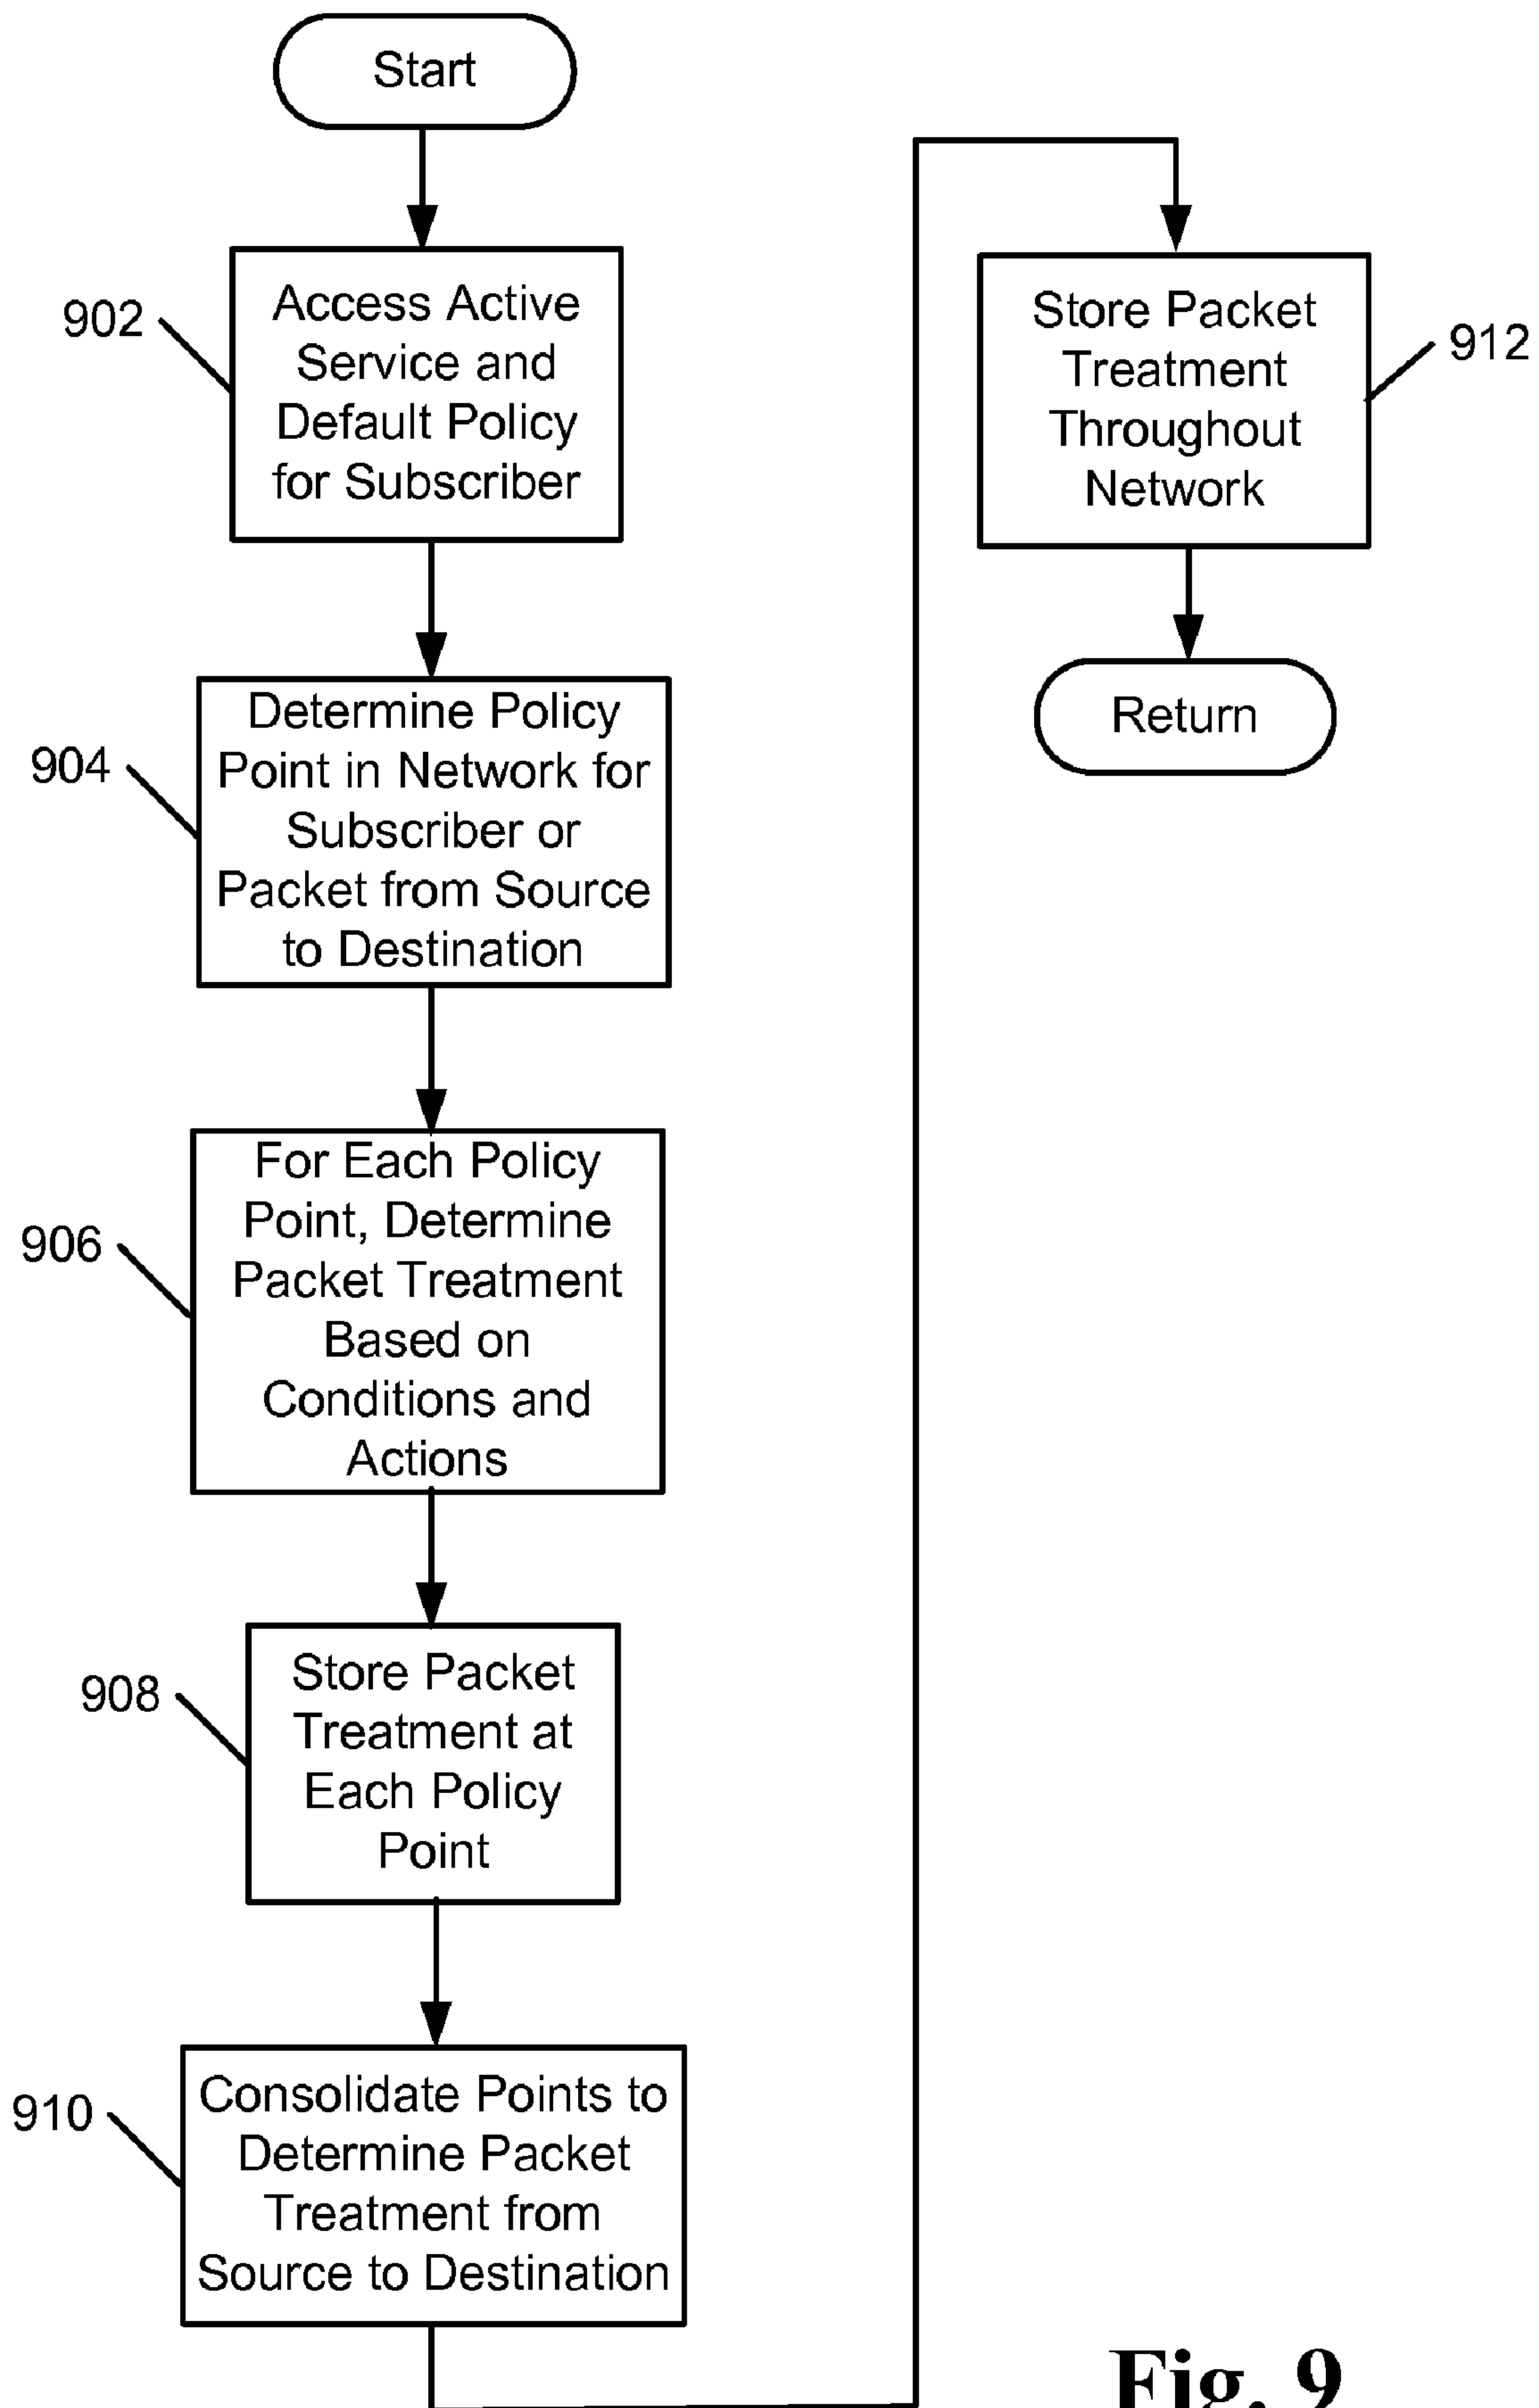 Start
902
Access Active
Service and
Default Policy
for Subscriber
904
Determine Policy
Point in Network for
Subscriber or
Packet from Source
to Destination
906
For Each Policy
Point, Determine
Packet Treatment
Based on
Conditions and
Actions
908
Store Packet
Treatment at
Each Policy
Point
910
Consolidate Points to
Determine Packet
Treatment from
Source to Destination
Store Packet
Treatment
Throughout
Network
912
Return
Fig. 9